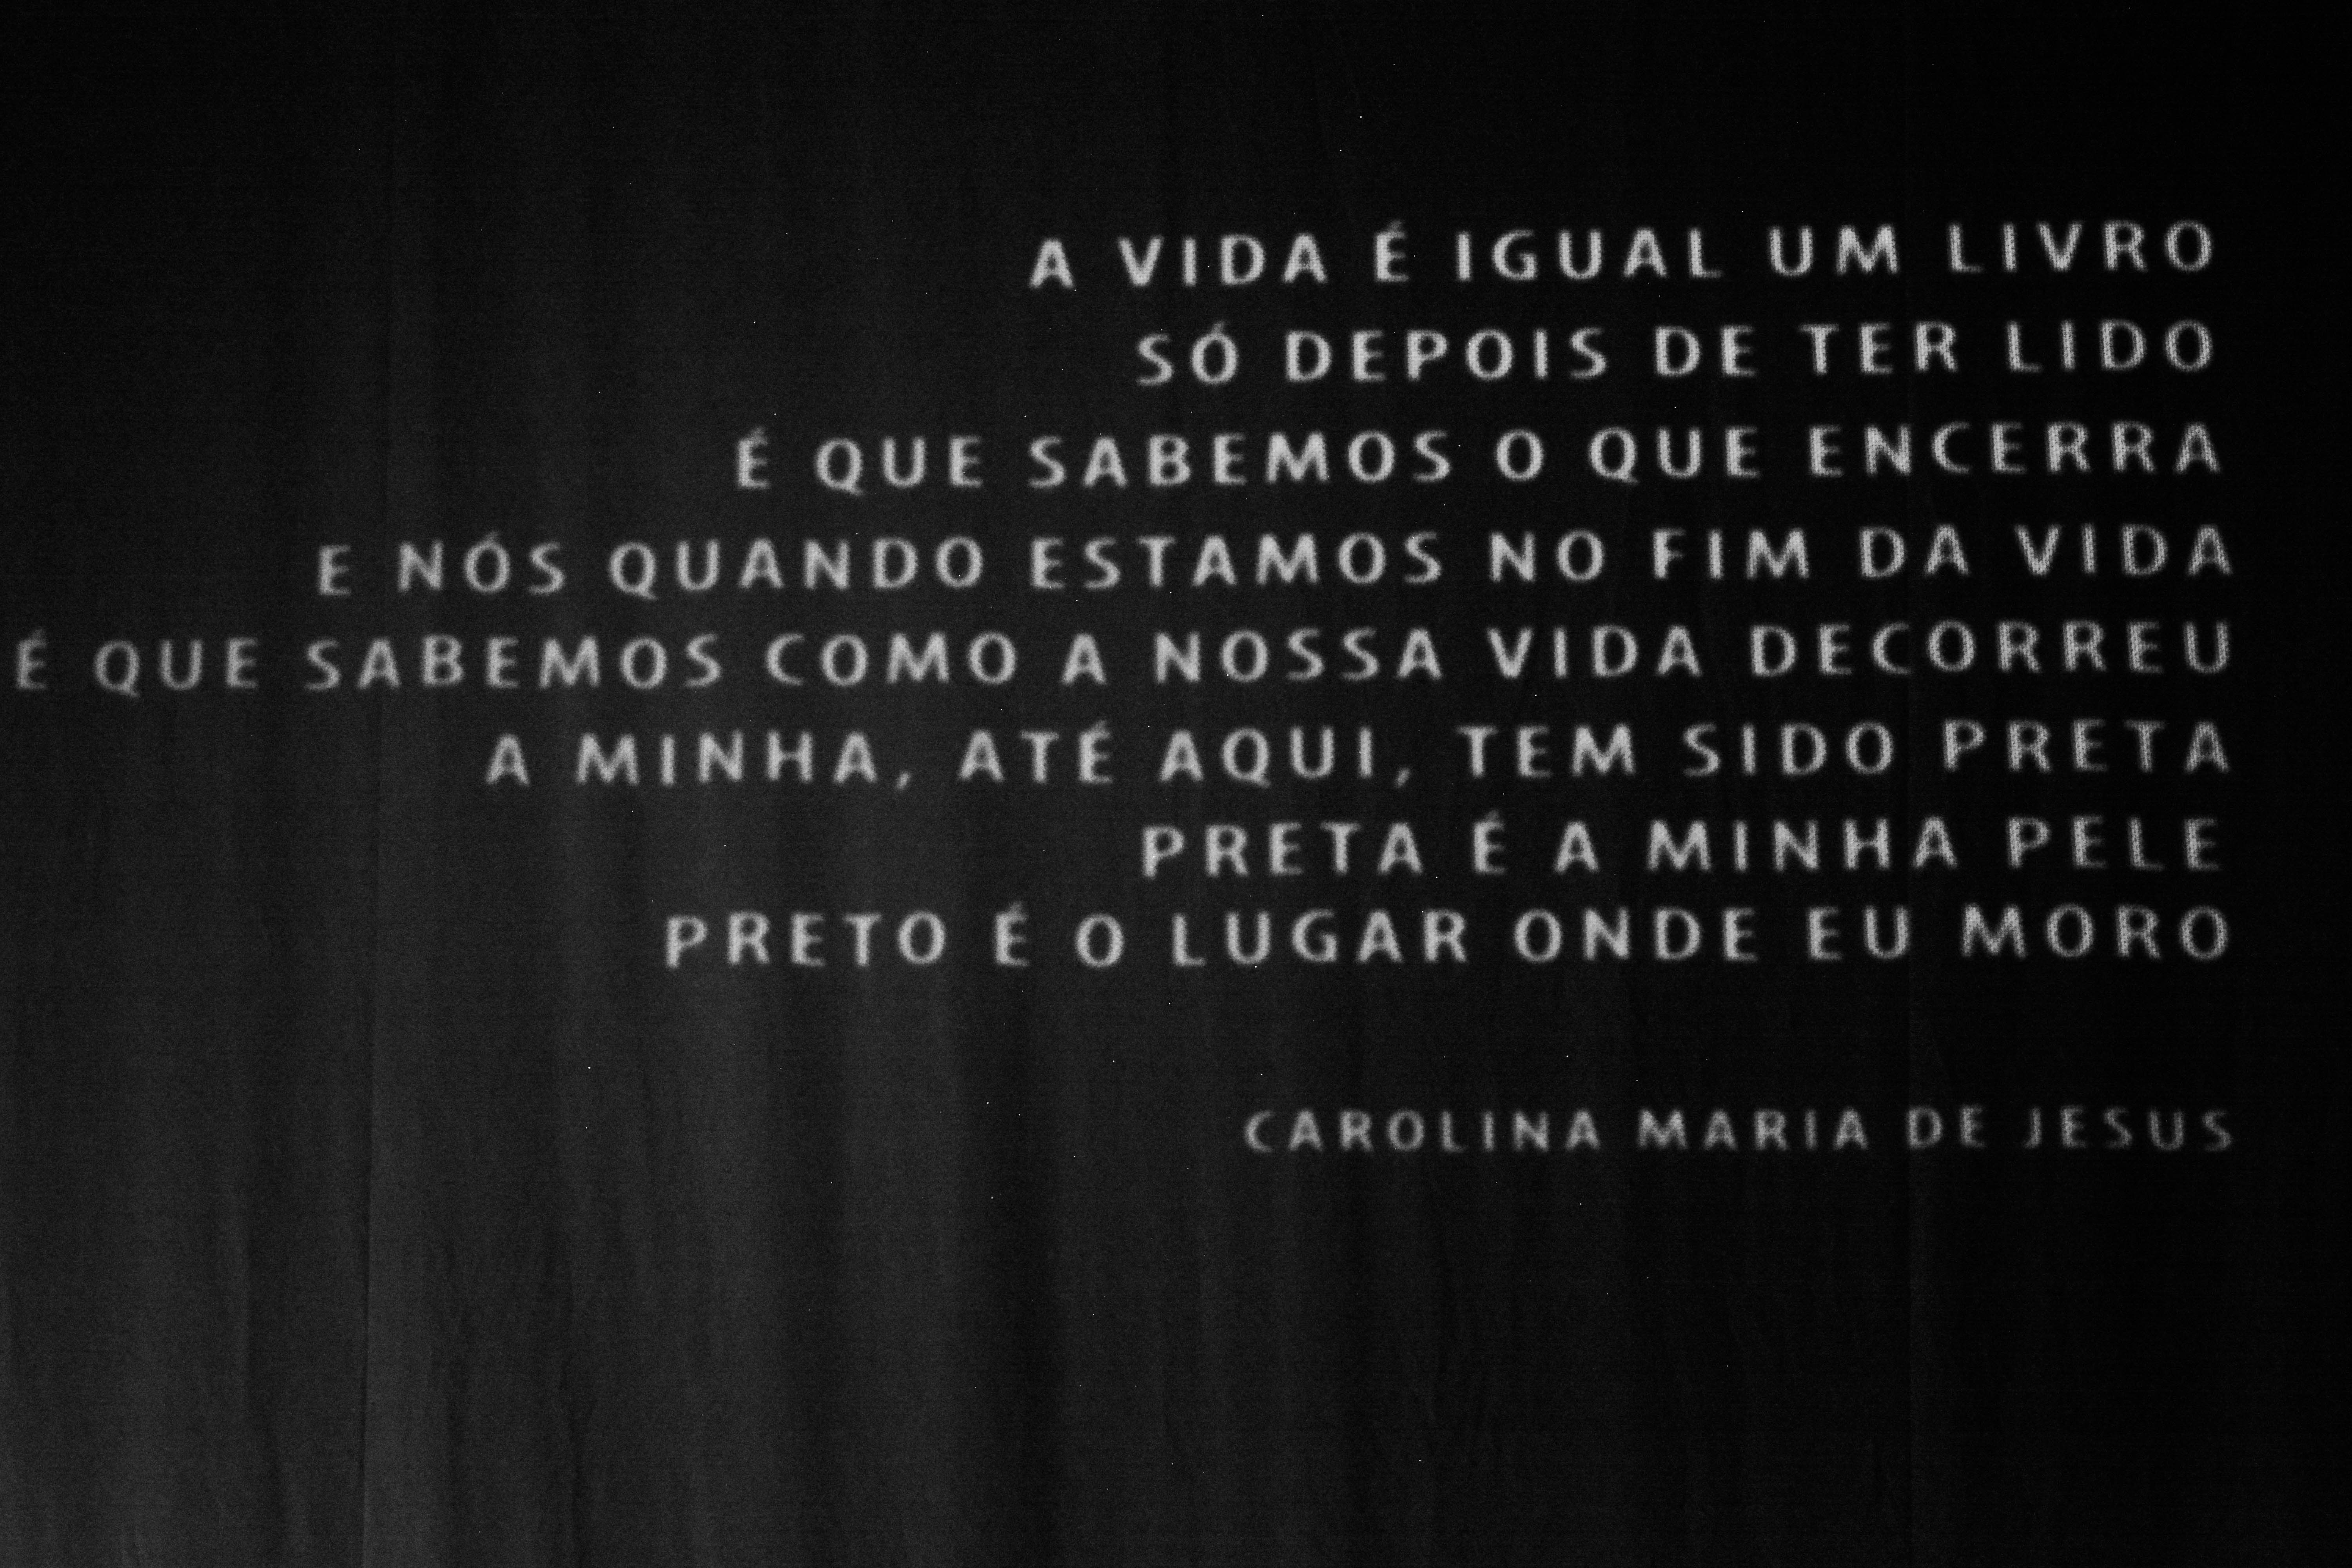 A VIDA É IGUAL UM LIVRO
SÓ DEPOIS DE TER LIDO
É QUE SABEMOS O QUE ENCERRA
E NÓS QUANDO ESTAMOS NO FIM DA VIDA
É QUE SABEMOS COMO A NOSSA VIDA DECORREU
A MINHA, ATÉ AQUI, TEM SIDO PRETA
PRETA É A MINHA PELE
PRETO É O LUGAR ONDE EU MORO
CAROLINA MARIA DE JESUS